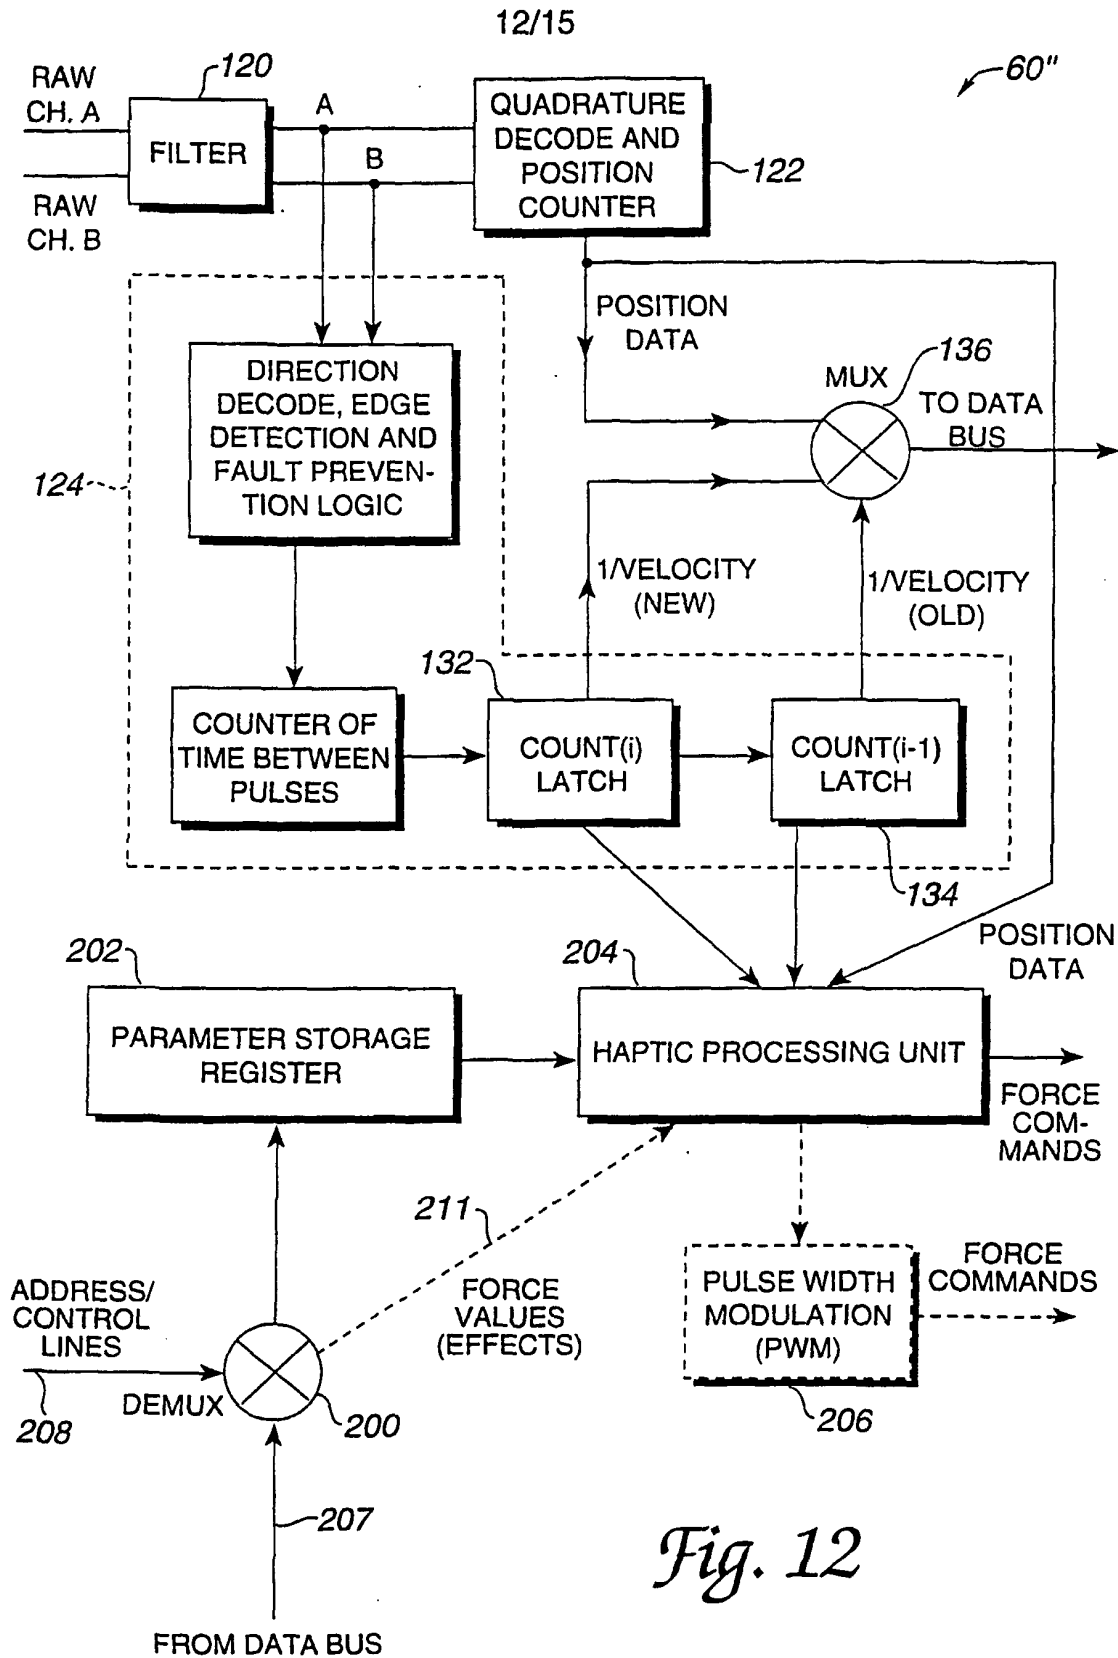 12/15
RAW
CH. A
120
FILTER
RAW
CH. B
A
B
QUADRATURE
DECODE AND
POSITION
COUNTER
122
60"
POSITION
DATA
MUX
136
TO DATA
BUS
DIRECTION
DECODE, EDGE
DETECTION AND
FAULT PREVEN-
TION LOGIC
124
1/VELOCITY
(NEW)
1/VELOCITY
(OLD)
COUNTER OF
TIME BETWEEN
PULSES
132
COUNT(i)
LATCH
COUNT(i-1)
LATCH
134
POSITION
DATA
202
PARAMETER STORAGE
REGISTER
204
HAPTIC PROCESSING UNIT
FORCE
COM-
MANDS
211
FORCE
VALUES
(EFFECTS)
PULSE WIDTH
MODULATION
(PWM)
206
FORCE
COMMANDS
ADDRESS/
CONTROL
LINES
208
DEMUX
200
207
FROM DATA BUS
Fig. 12